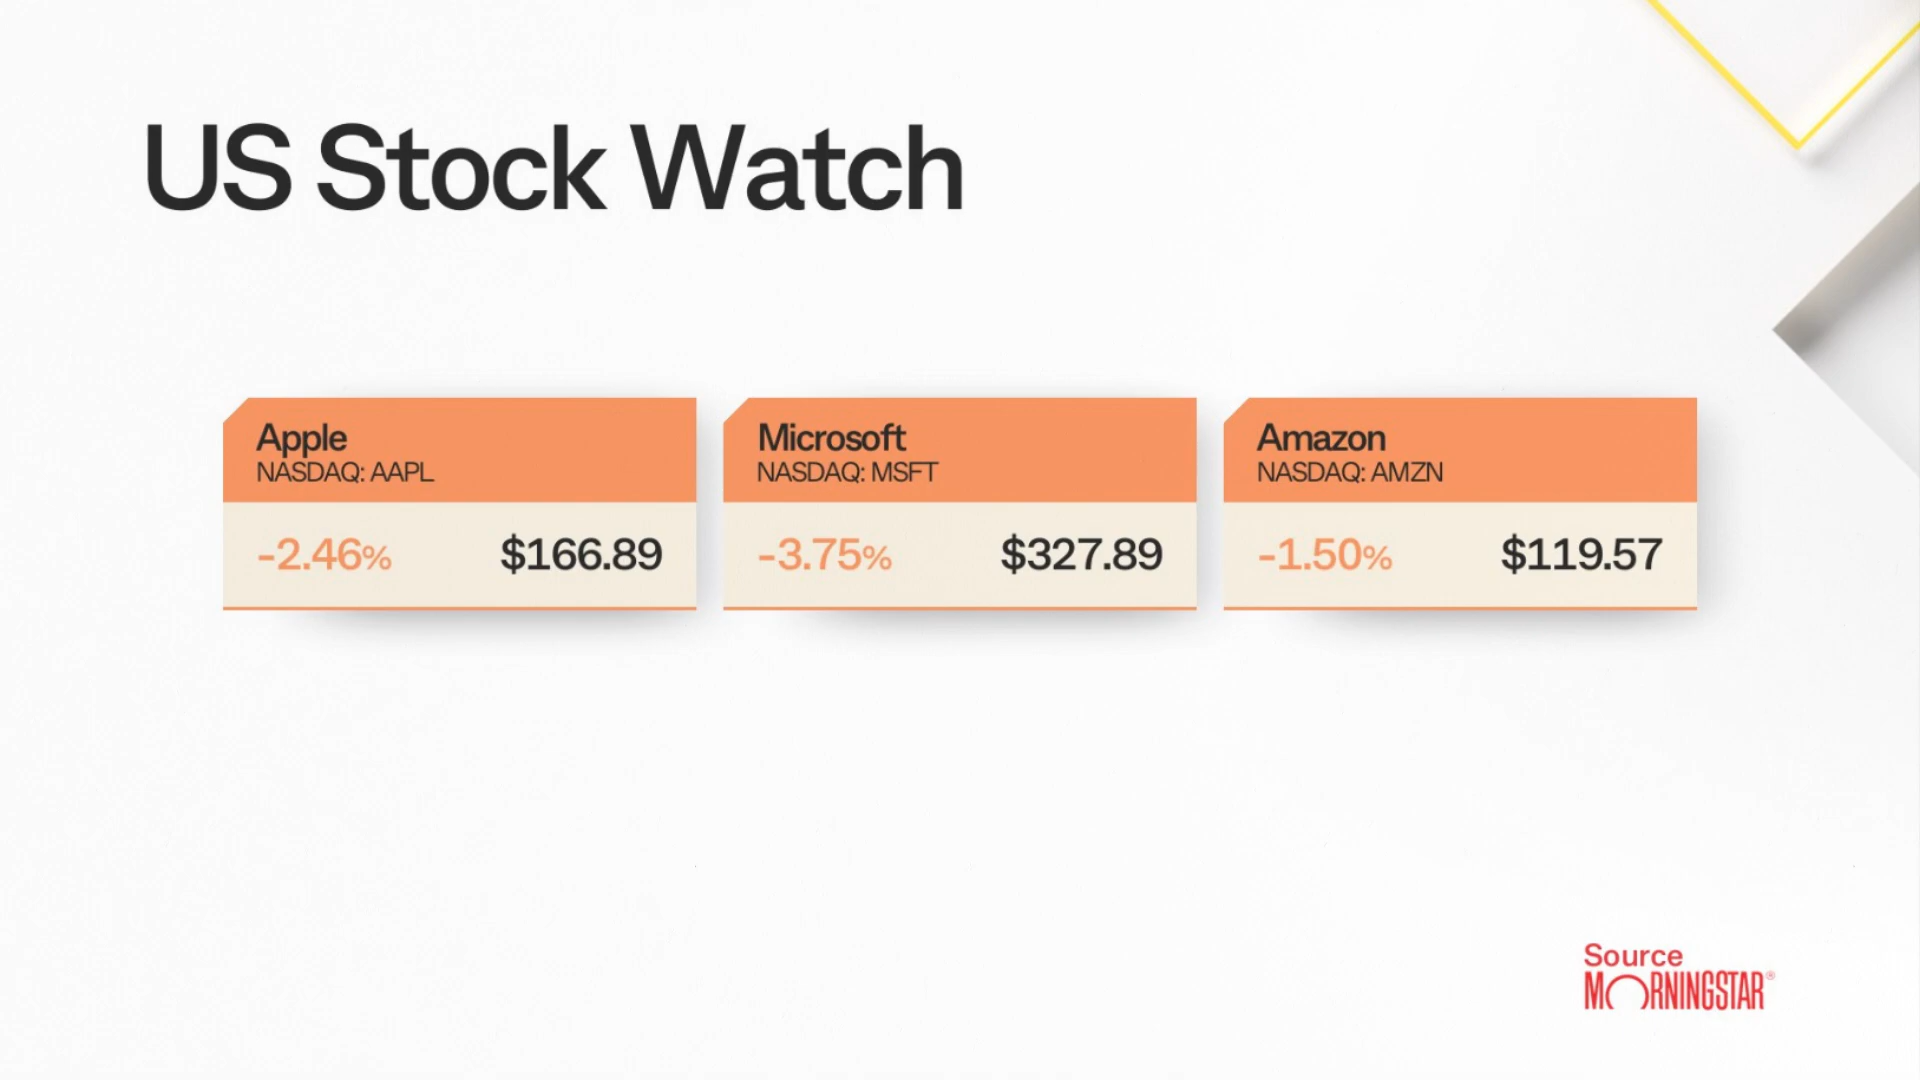 US Stock Watch
Apple
NASDAQ: AAPL
-2.46%
$166.89
Microsoft
NASDAQ: MSFT
-3.75%
$327.89
Amazon
NASDAQ: AMZN
-1.50%
$119.57
Source
MORNINGSTAR®